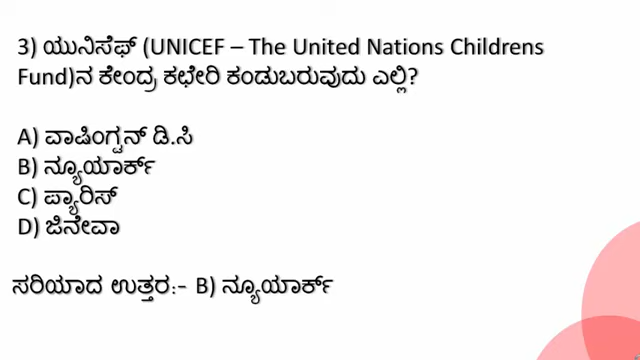 3) ಯುನಿಸೆಫ್ (UNICEF – The United Nations Childrens
Fund)ನ ಕೇಂದ್ರ ಕಛೇರಿ ಕಂಡುಬರುವುದು ಎಲ್ಲಿ?
A) ವಾಷಿಂಗ್ಟನ್ ಡಿ.ಸಿ
B) ನ್ಯೂಯಾರ್ಕ್
C) ಪ್ಯಾರಿಸ್
D) ಜಿನೇವಾ
ಸರಿಯಾದ ಉತ್ತರ:- B) ನ್ಯೂಯಾರ್ಕ್